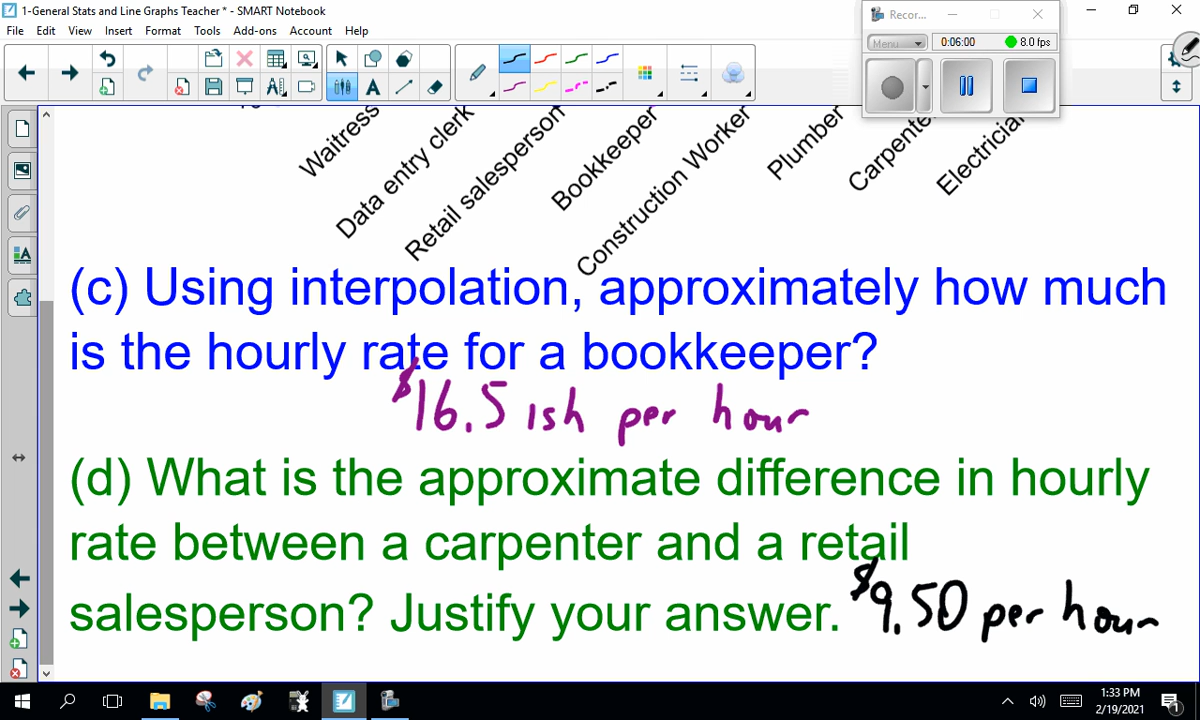 1-General Stats and Line Graphs Teacher * - SMART Notebook
File Edit View Insert Format Tools Add-ons Account Help
Recor...
Menu 0:06:00 8.0 fps
Waitress
Data entry clerk
Retail salesperson
Bookkeeper
Construction Worker
Plumber
Carpente
Electricia
(c) Using interpolation, approximately how much
is the hourly rate for a bookkeeper?
$16.5 ish per hour
(d) What is the approximate difference in hourly
rate between a carpenter and a retail
salesperson? Justify your answer. $9.50 per hour
1:33 PM
2/19/2021
1